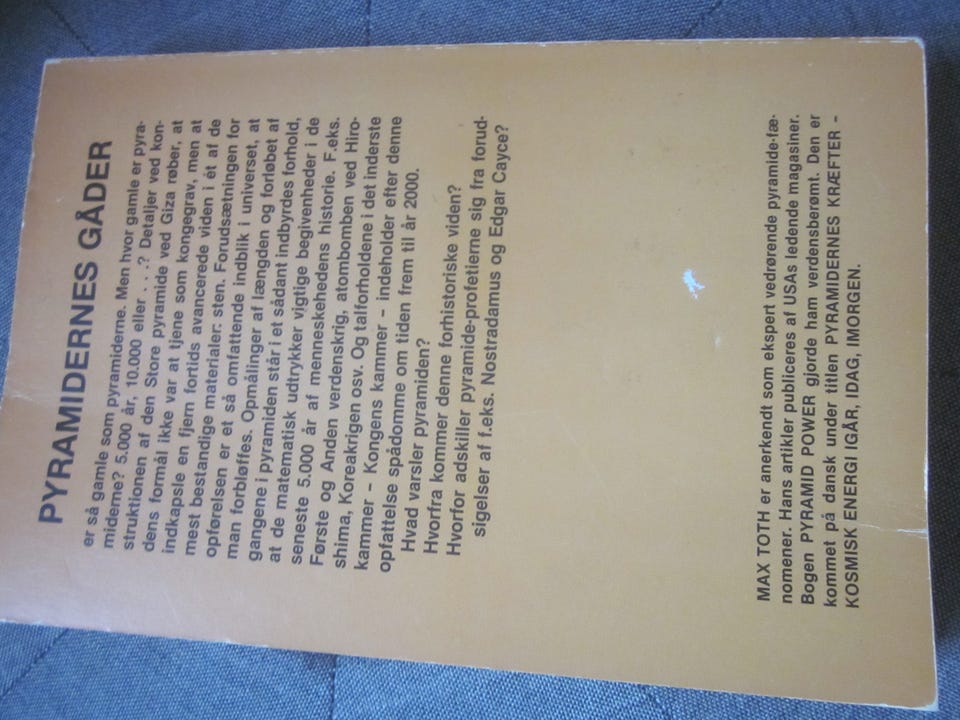 PYRAMIDERNES GÅDER
er så gamle som pyramiderne. Men hvor gamle er pyra-
miderne? 5.000 år, 10.000 eller . . .? Detaljer ved kon-
struktionen af den Store pyramide ved Giza røber, at
dens formål ikke var at tjene som kongegrav, men at
indkapsle en fjern fortids avancerede viden i ét af de
mest bestandige materialer: sten. Forudsætningen for
opførelsen er et så omfattende indblik i universet, at
man forbløffes. Opmålinger af længden og forløbet af
gangene i pyramiden står i et sådant indbyrdes forhold,
at de matematisk udtrykker vigtige begivenheder i de
seneste 5.000 år af menneskehedens historie. F.eks.
Første og Anden verdenskrig, atombomben ved Hiro-
shima, Koreakrigen osv. Og talforholdene i det inderste
kammer – Kongens kammer – indeholder efter denne
opfattelse spådomme om tiden frem til år 2000.
Hvad varsler pyramiden?
Hvorfra kommer denne forhistoriske viden?
Hvorfor adskiller pyramide-profetierne sig fra forud-
sigelser af f.eks. Nostradamus og Edgar Cayce?
MAX TOTH er anerkendt som ekspert vedrørende pyramide-fæ-
nomener. Hans artikler publiceres af USAs ledende magasiner.
Bogen PYRAMID POWER gjorde ham verdensberømt. Den er
kommet på dansk under titlen PYRAMIDERNES KRÆFTER –
KOSMISK ENERGI IGÅR, IDAG, IMORGEN.